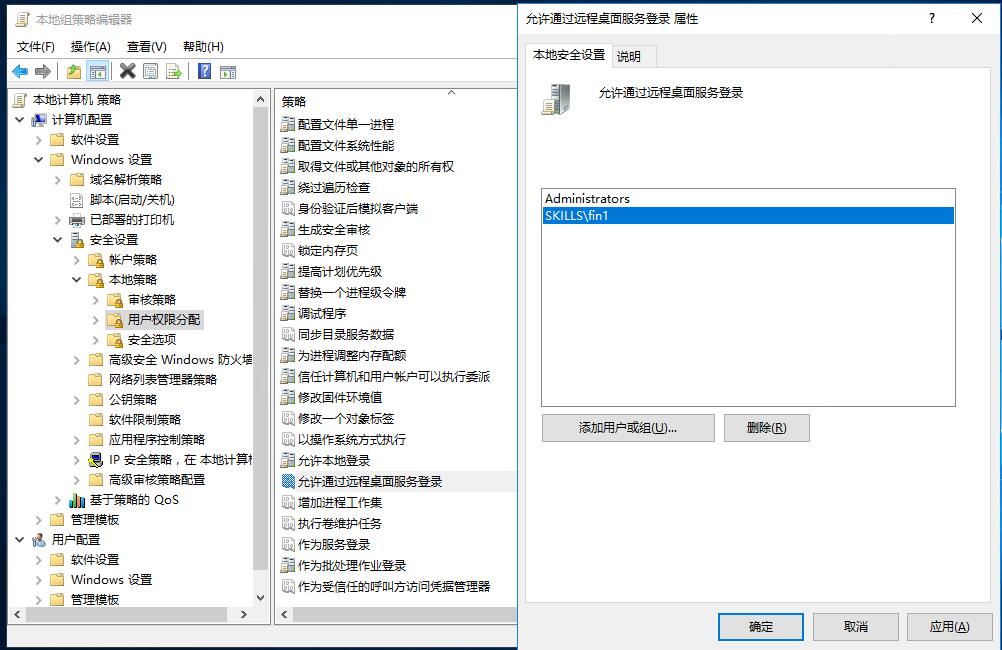 本地组策略编辑器
文件(F) 操作(A) 查看(V) 帮助(H)
本地计算机 策略
计算机配置
软件设置
Windows 设置
域名解析策略
脚本(启动/关机)
已部署的打印机
安全设置
帐户策略
本地策略
审核策略
用户权限分配
安全选项
高级安全 Windows 防火墙
网络列表管理器策略
公钥策略
软件限制策略
应用程序控制策略
IP 安全策略，在 本地计算机
高级审核策略配置
基于策略的 QoS
管理模板
用户配置
软件设置
Windows 设置
管理模板
策略
配置文件单一进程
配置文件系统性能
取得文件或其他对象的所有权
绕过遍历检查
身份验证后模拟客户端
生成安全审核
锁定内存页
提高计划优先级
替换一个进程级令牌
调试程序
同步目录服务数据
为进程调整内存配额
信任计算机和用户帐户可以执行委派
修改固件环境值
修改一个对象标签
以操作系统方式执行
允许本地登录
允许通过远程桌面服务登录
增加进程工作集
执行卷维护任务
作为服务登录
作为批处理作业登录
作为受信任的呼叫方访问凭据管理器
允许通过远程桌面服务登录 属性
本地安全设置 说明
允许通过远程桌面服务登录
Administrators
SKILLS\fin1
添加用户或组(U)... 删除(R)
确定 取消 应用(A)